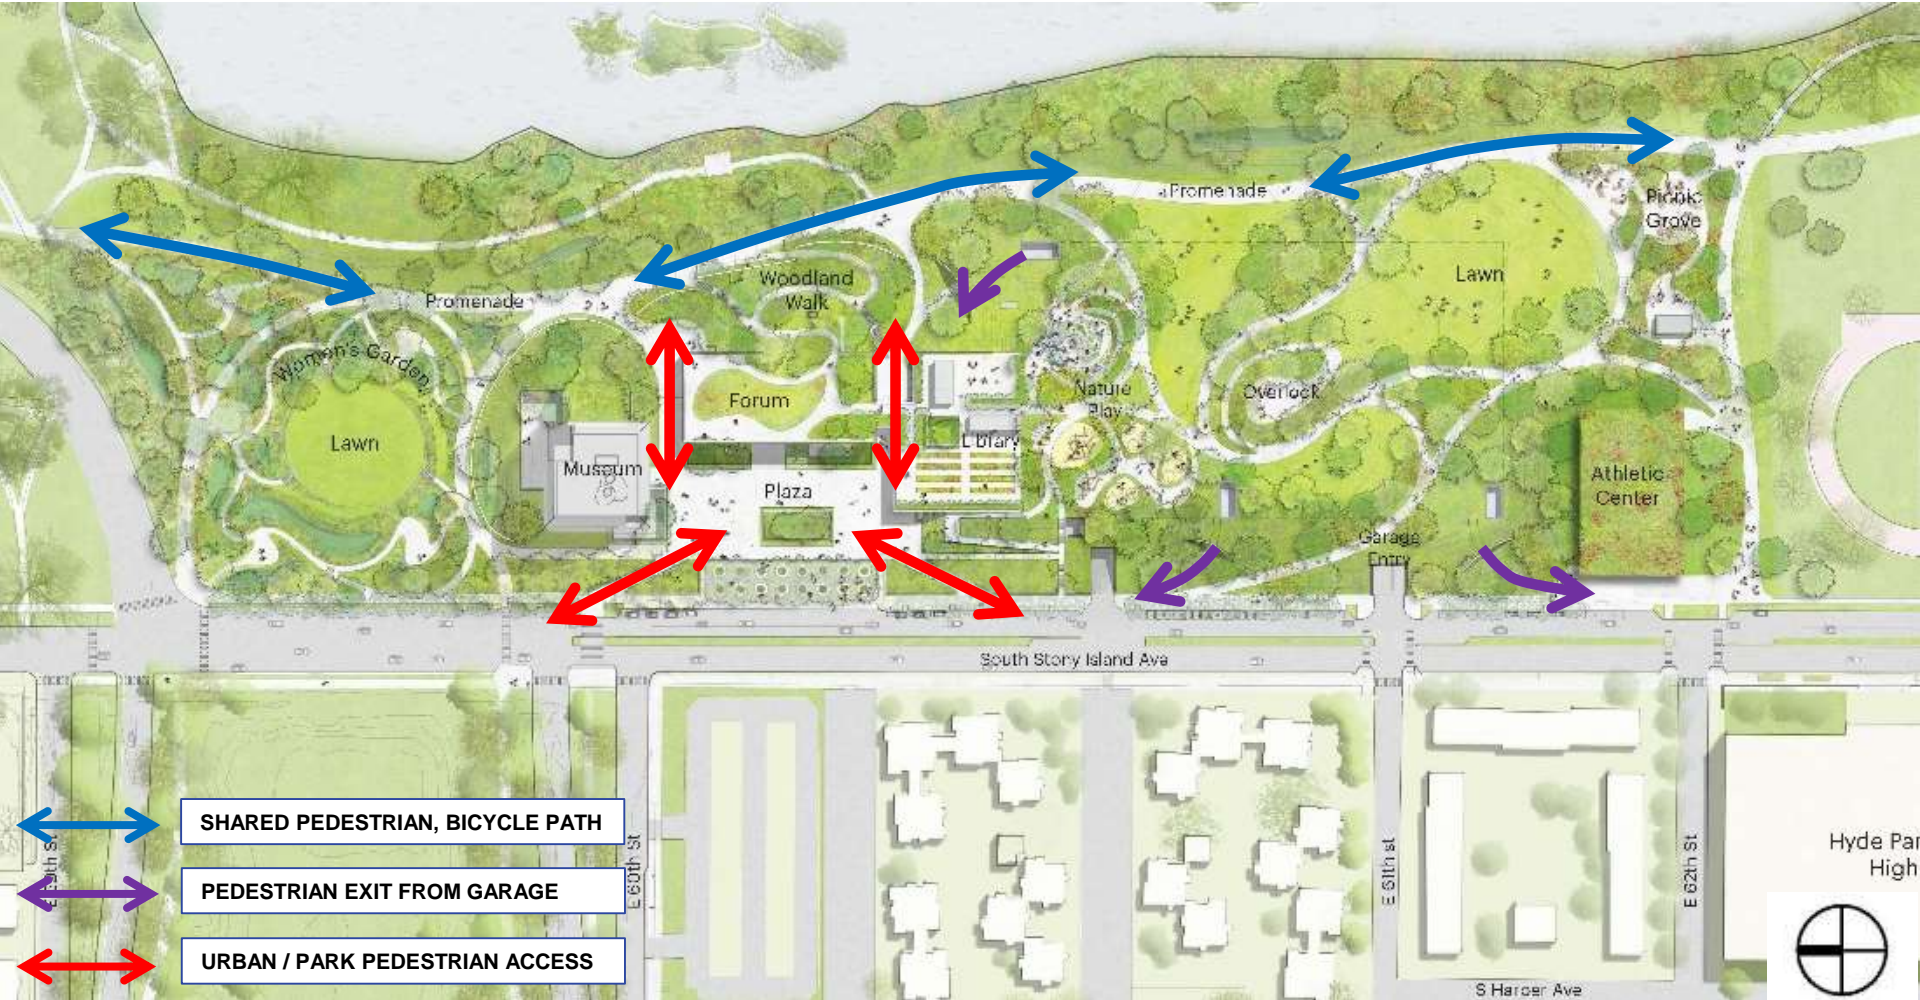 Promenade
Picnic
Grove
Woodland
Walk
Lawn
Promenade
Women's Garden
Nature
Play
Overlook
Forum
Lawn
Library
Museum
Plaza
Athletic
Center
Garage
Entry
South Stony Island Ave
SHARED PEDESTRIAN, BICYCLE PATH
PEDESTRIAN EXIT FROM GARAGE
URBAN / PARK PEDESTRIAN ACCESS
E 59th St
E 60th St
E 61th st
E 62th St
Hyde Par
High
S Harper Ave